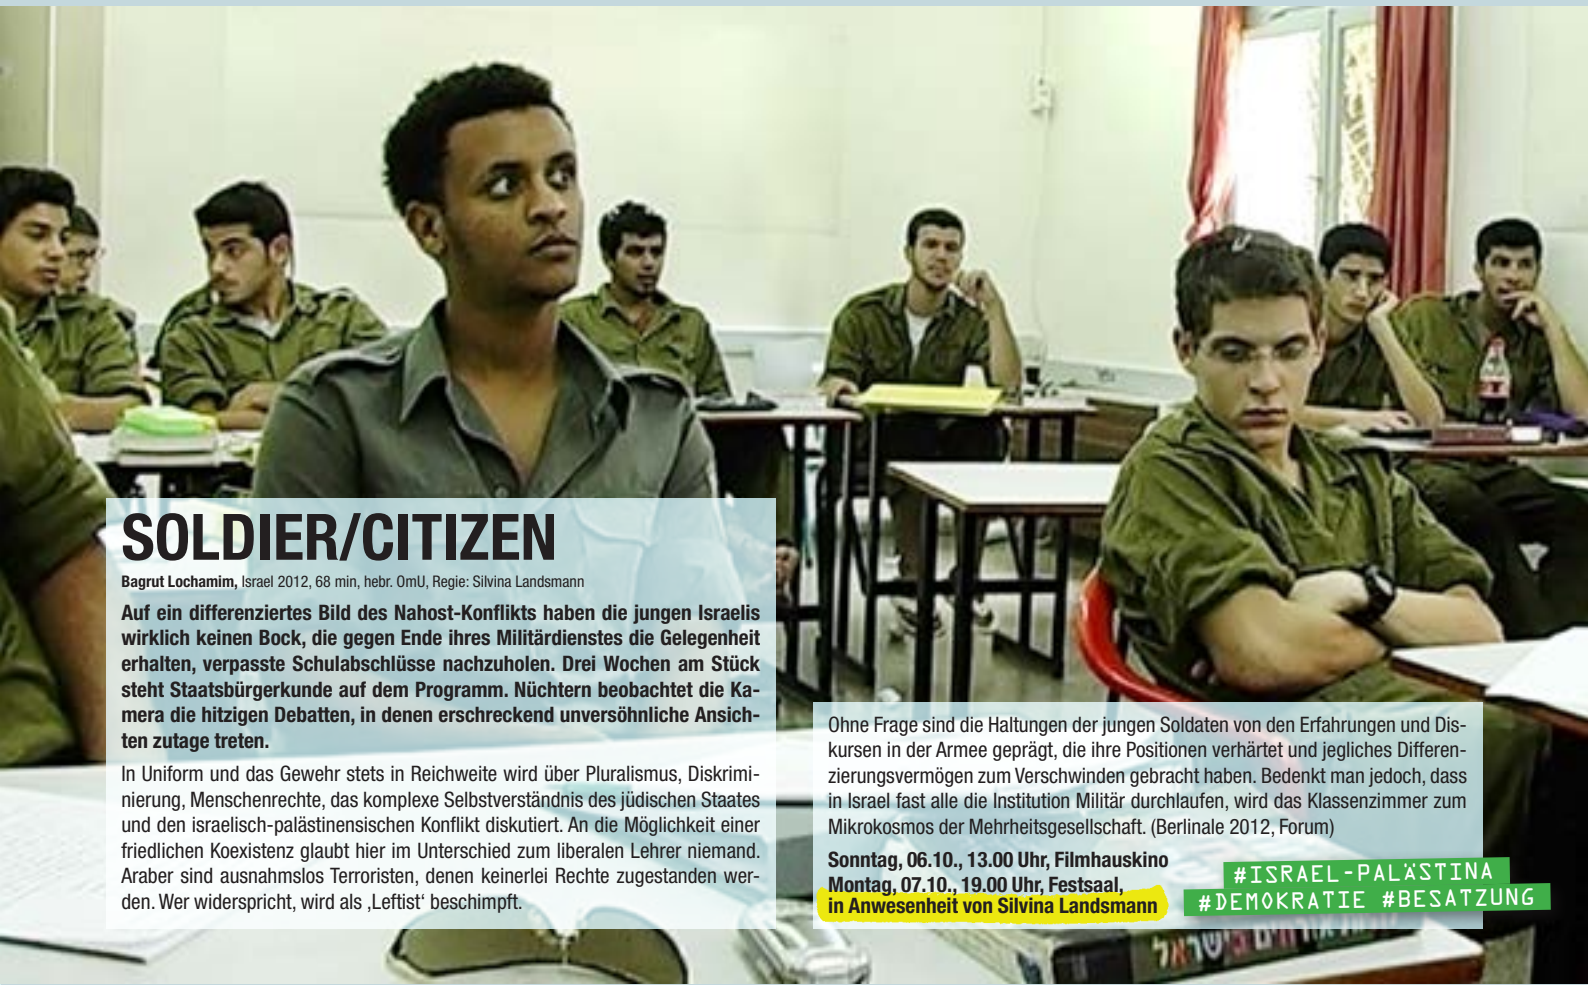 SOLDIER/CITIZEN
Bagrut Lochamim, Israel 2012, 68 min, hebr. OmU, Regie: Silvina Landsmann
Auf ein differenziertes Bild des Nahost-Konflikts haben die jungen Israelis
wirklich keinen Bock, die gegen Ende ihres Militärdienstes die Gelegenheit
erhalten, verpasste Schulabschlüsse nachzuholen. Drei Wochen am Stück
steht Staatsbürgerkunde auf dem Programm. Nüchtern beobachtet die Ka-
mera die hitzigen Debatten, in denen erschreckend unversöhnliche Ansich-
ten zutage treten.
In Uniform und das Gewehr stets in Reichweite wird über Pluralismus, Diskrimi-
nierung, Menschenrechte, das komplexe Selbstverständnis des jüdischen Staates
und den israelisch-palästinensischen Konflikt diskutiert. An die Möglichkeit einer
friedlichen Koexistenz glaubt hier im Unterschied zum liberalen Lehrer niemand.
Araber sind ausnahmslos Terroristen, denen keinerlei Rechte zugestanden wer-
den. Wer widerspricht, wird als ‚Leftist‘ beschimpft.
Ohne Frage sind die Haltungen der jungen Soldaten von den Erfahrungen und Dis-
kursen in der Armee geprägt, die ihre Positionen verhärtet und jegliches Differen-
zierungsvermögen zum Verschwinden gebracht haben. Bedenkt man jedoch, dass
in Israel fast alle die Institution Militär durchlaufen, wird das Klassenzimmer zum
Mikrokosmos der Mehrheitsgesellschaft. (Berlinale 2012, Forum)
Sonntag, 06.10., 13.00 Uhr, Filmhauskino
Montag, 07.10., 19.00 Uhr, Festsaal,
in Anwesenheit von Silvina Landsmann
#ISRAEL-PALÄSTINA
#DEMOKRATIE #BESATZUNG